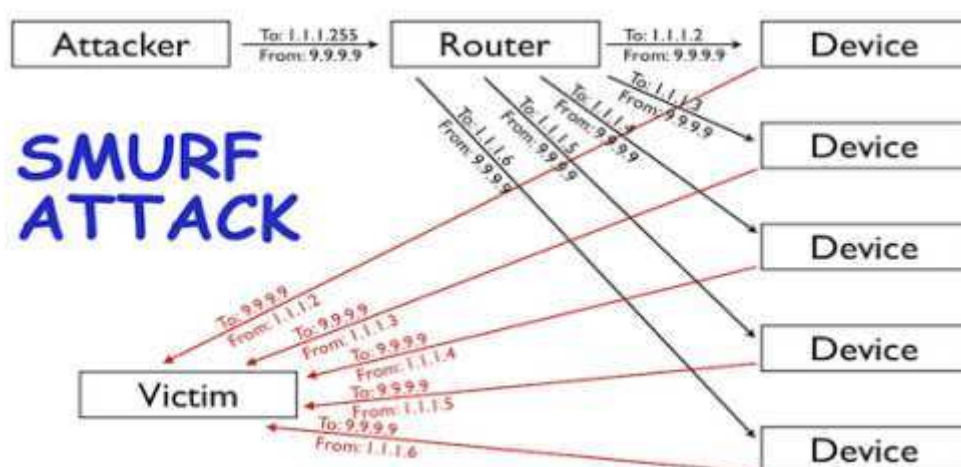 Attacker
To: 1.1.1.255
From: 9.9.9.9
Router
To: 1.1.1.2
From: 9.9.9.9
Device
To: 1.1.1.3
From: 9.9.9.9
Device
To: 1.1.1.4
From: 9.9.9.9
Device
To: 1.1.1.5
From: 9.9.9.9
Device
To: 1.1.1.6
From: 9.9.9.9
Device
SMURF
ATTACK
To: 9.9.9.9
From: 1.1.1.2
To: 9.9.9.9
From: 1.1.1.3
To: 9.9.9.9
From: 1.1.1.4
To: 9.9.9.9
From: 1.1.1.5
To: 9.9.9.9
From: 1.1.1.6
Victim